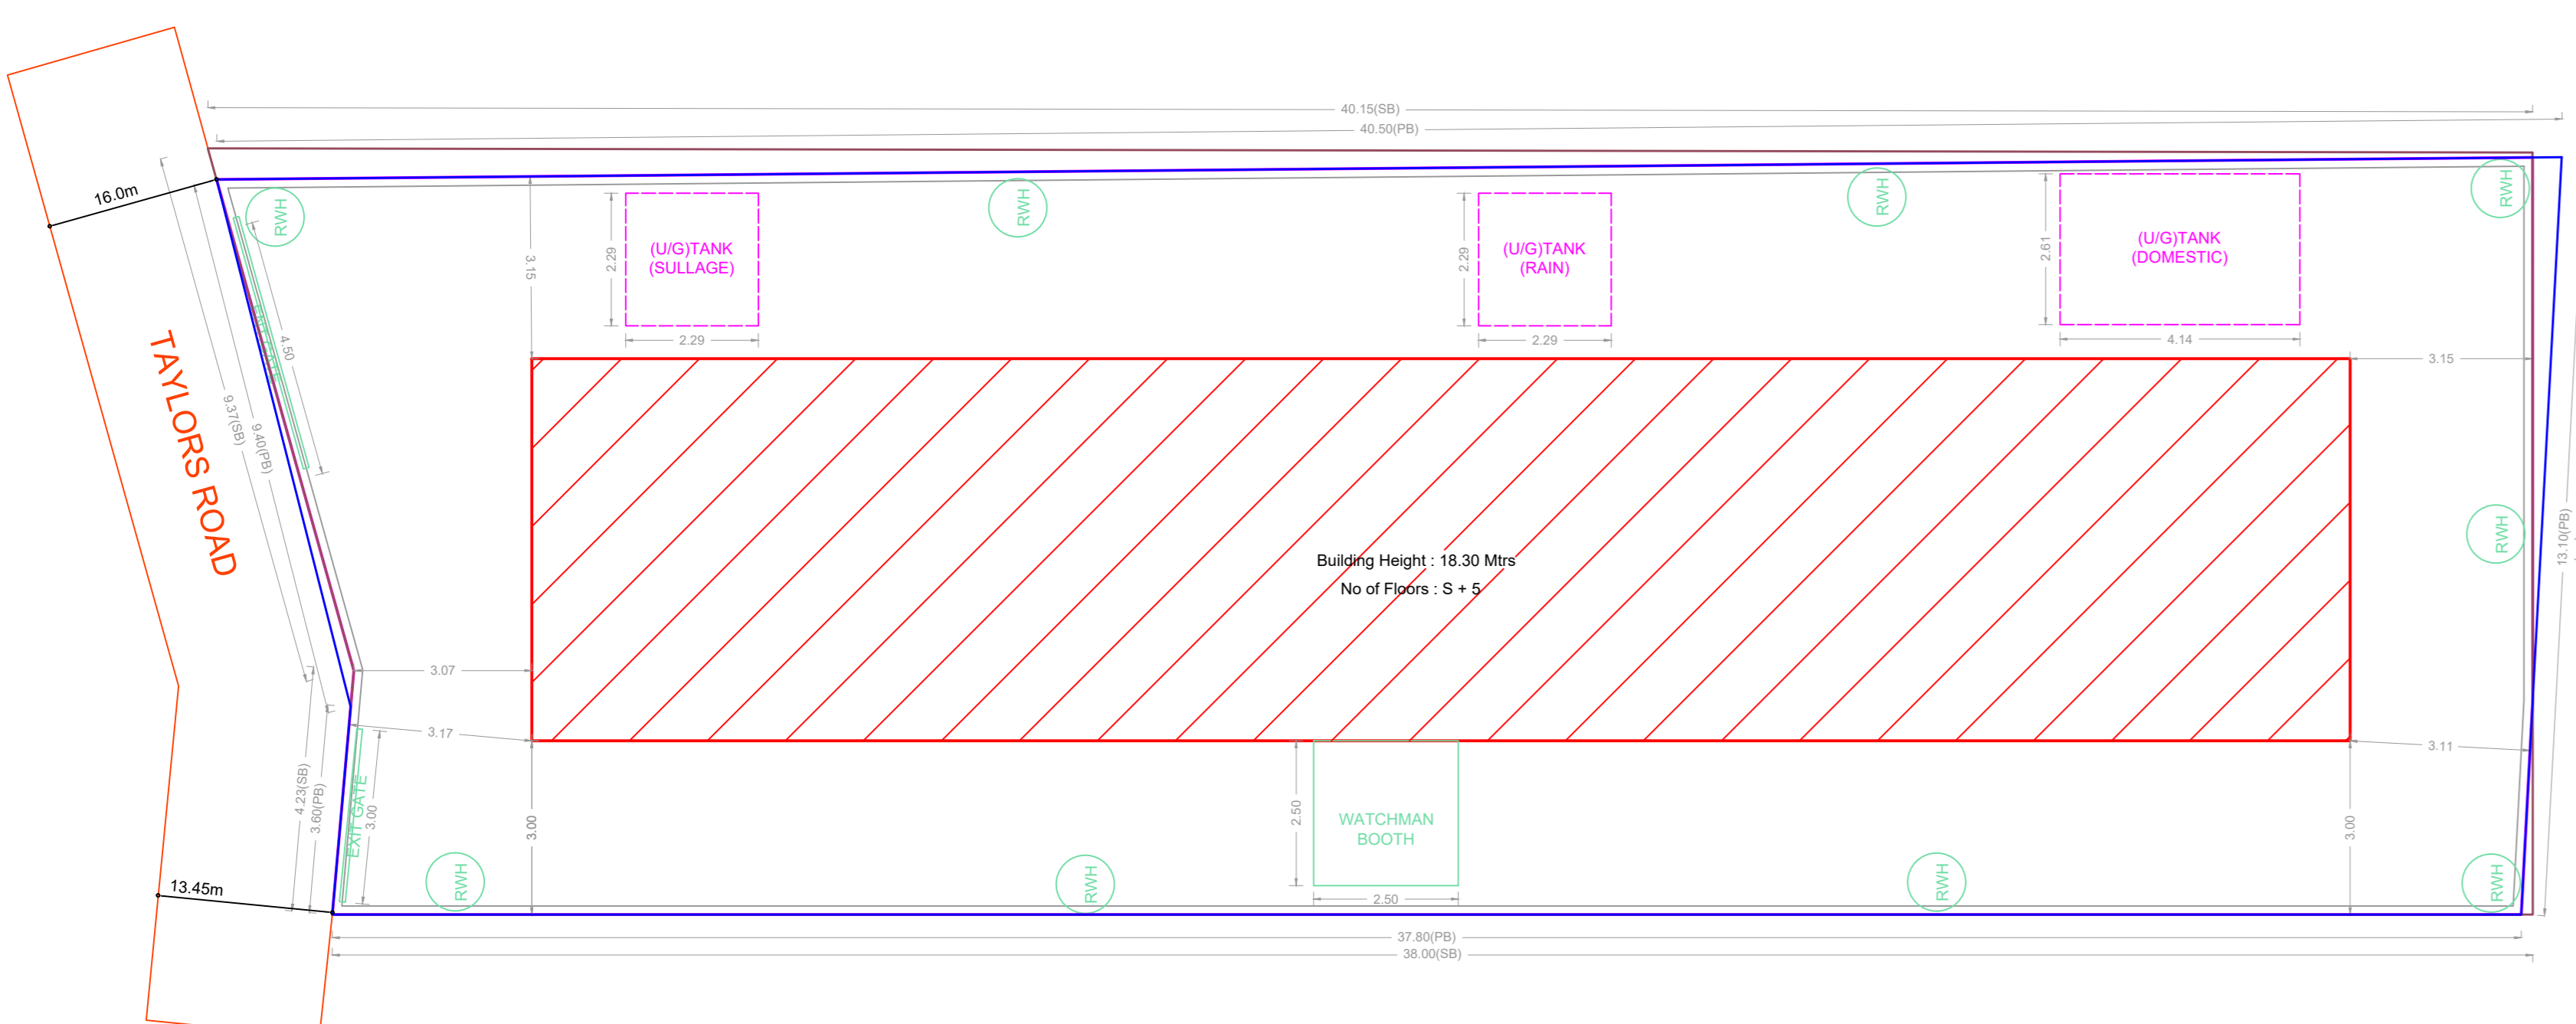 40.15(SB)
40.50(PB)
16.0m
RWH
RWH
RWH
RWH
3.15
2.29
(U/G)TANK
(SULLAGE)
2.29
2.29
(U/G)TANK
(RAIN)
2.29
2.61
(U/G)TANK
(DOMESTIC)
4.14
3.15
4.50
TAYLORS ROAD
9.37(SB)
9.40(PB)
RWH
13.10(PB)
Building Height : 18.30 Mtrs
No of Floors : S + 5
3.07
3.17
3.11
4.23(SB)
3.60(PB)
EXIT GATE
3.00
3.00
2.50
WATCHMAN
BOOTH
2.50
3.00
13.45m
RWH
RWH
RWH
RWH
37.80(PB)
38.00(SB)